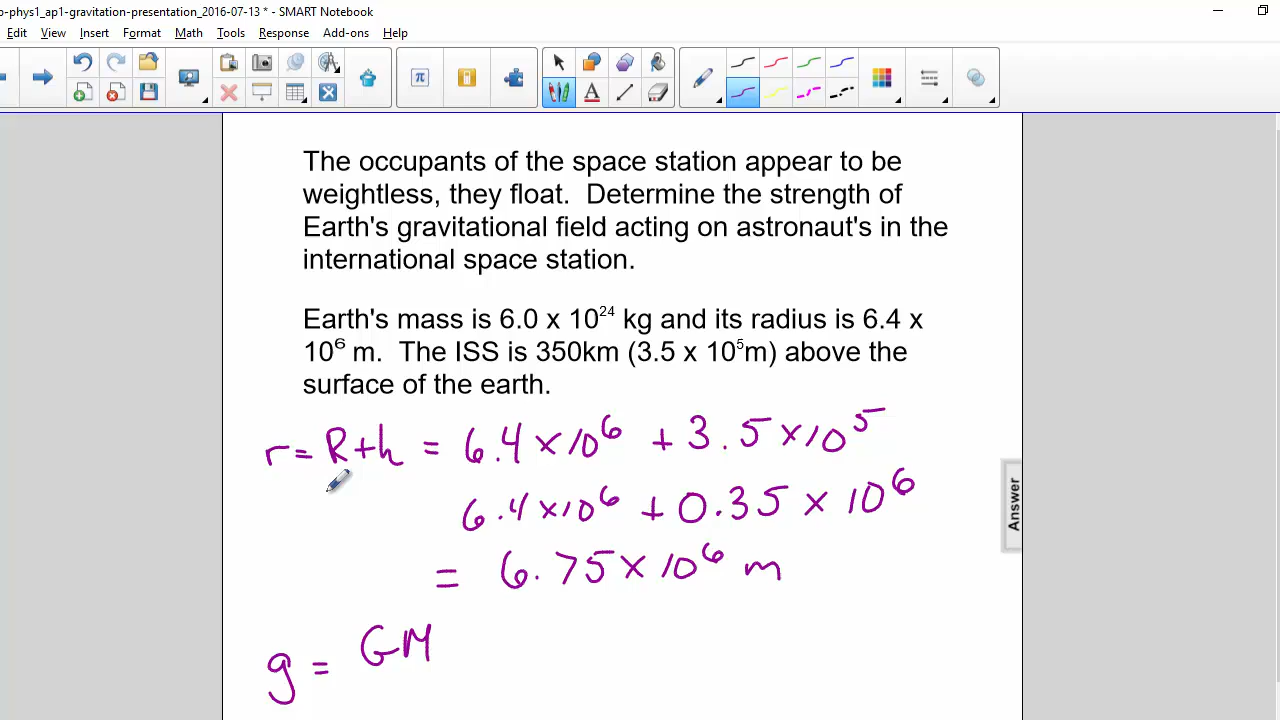 o-phys1_ap1-gravitation-presentation_2016-07-13 * - SMART Notebook
Edit View Insert Format Math Tools Response Add-ons Help
π
A
The occupants of the space station appear to be
weightless, they float. Determine the strength of
Earth's gravitational field acting on astronaut's in the
international space station.
Earth's mass is 6.0 x 10²⁴ kg and its radius is 6.4 x
10⁶ m. The ISS is 350km (3.5 x 10⁵m) above the
surface of the earth.
r = R+h = 6.4 × 10⁶ + 3.5 × 10⁵
6.4 × 10⁶ + 0.35 × 10⁶
= 6.75 × 10⁶ m
g = GM
Answer